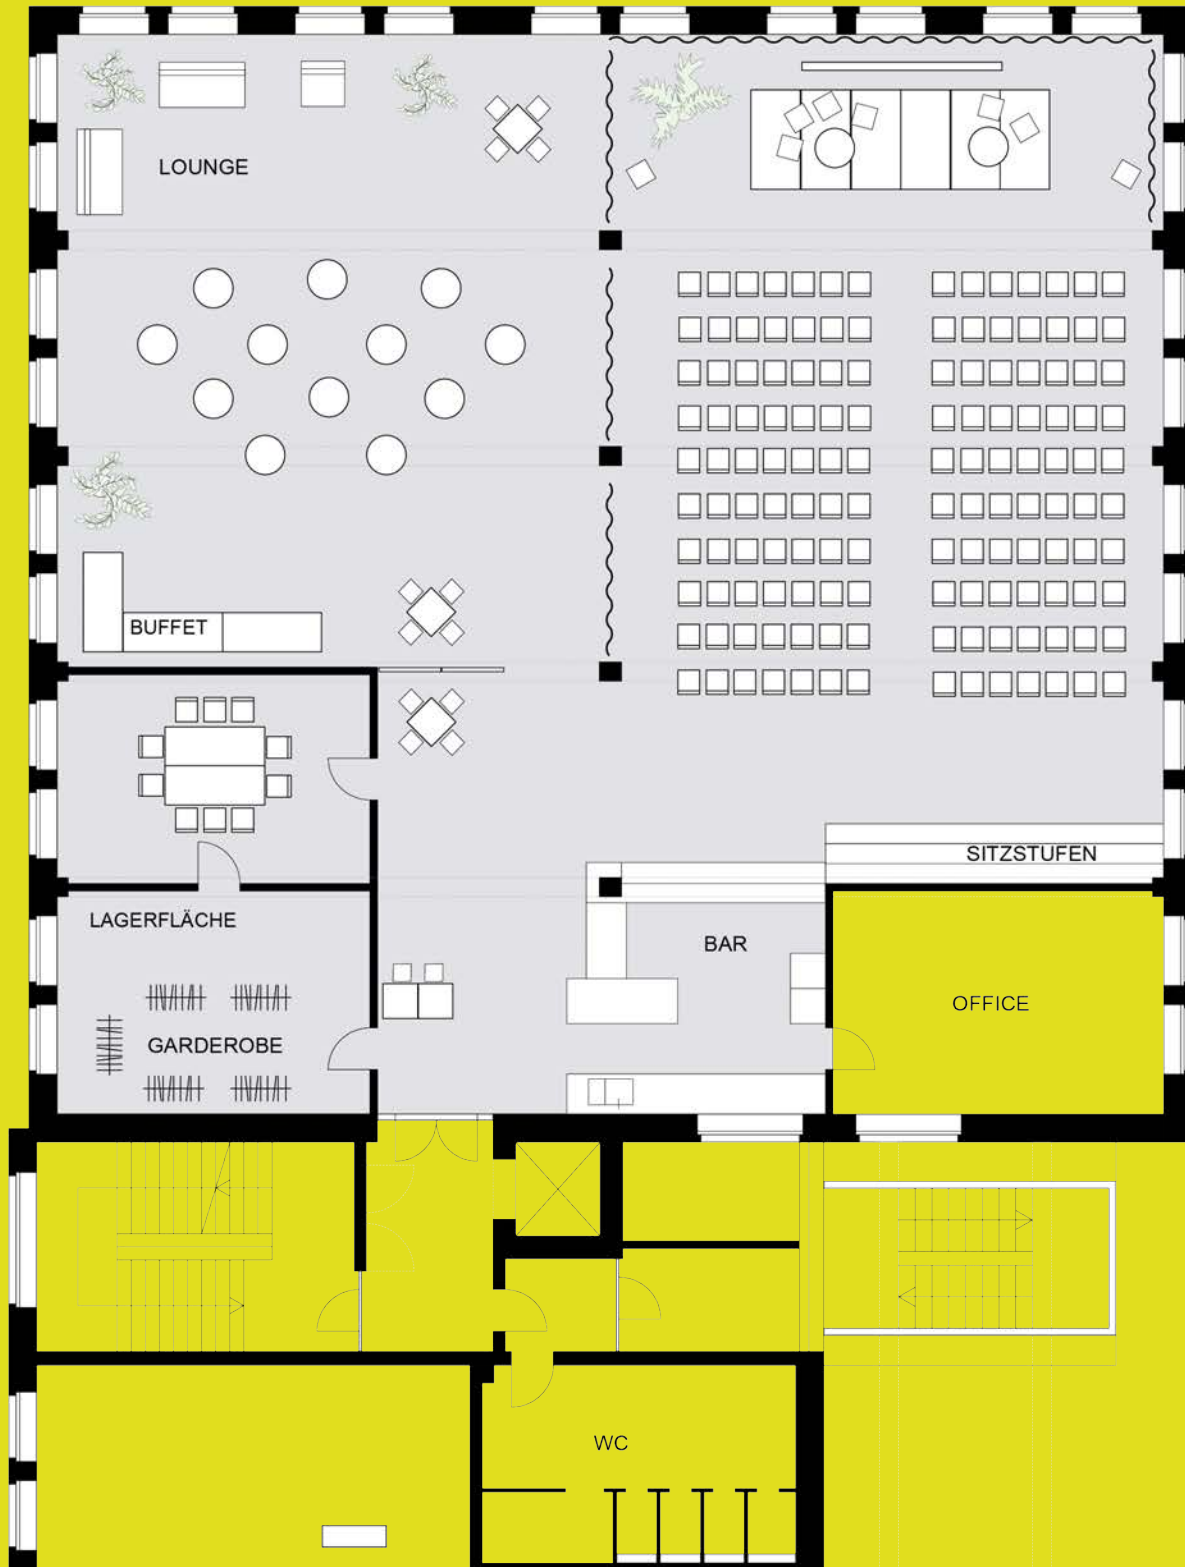 LOUNGE
BUFFET
SITZSTUFEN
LAGERFLÄCHE
BAR
OFFICE
GARDEROBE
WC